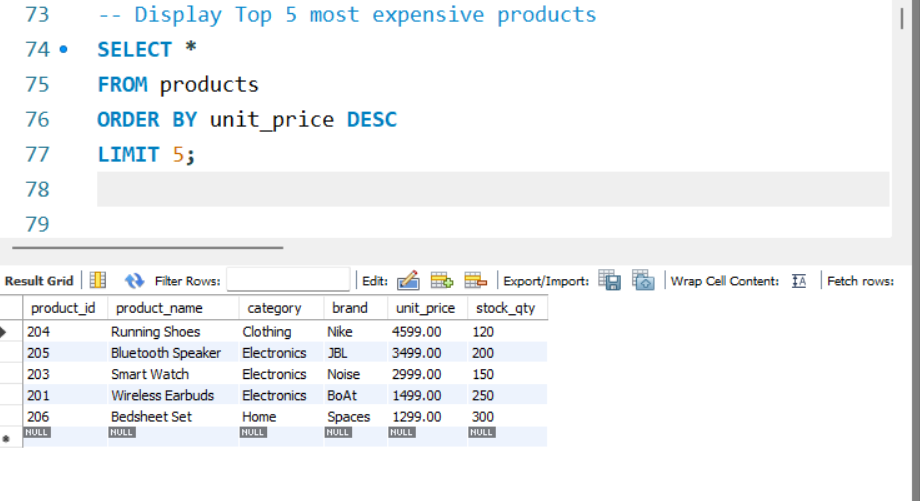 73 -- Display Top 5 most expensive products
74 SELECT *
75 FROM products
76 ORDER BY unit_price DESC
77 LIMIT 5;
78
79
Result Grid Filter Rows: Edit: Export/Import: Wrap Cell Content: IA Fetch rows:
product_id product_name category brand unit_price stock_qty
204 Running Shoes Clothing Nike 4599.00 120
205 Bluetooth Speaker Electronics JBL 3499.00 200
203 Smart Watch Electronics Noise 2999.00 150
201 Wireless Earbuds Electronics BoAt 1499.00 250
206 Bedsheet Set Home Spaces 1299.00 300
NULL NULL NULL NULL NULL NULL